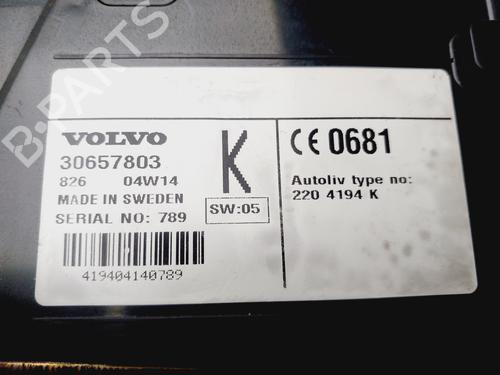 VOLVO
30657803
826 04W14
MADE IN SWEDEN
SERIAL NO: 789
419404140789
K
SW:05
CE 0681
Autoliv type no:
220 4194 K
B-PARTS